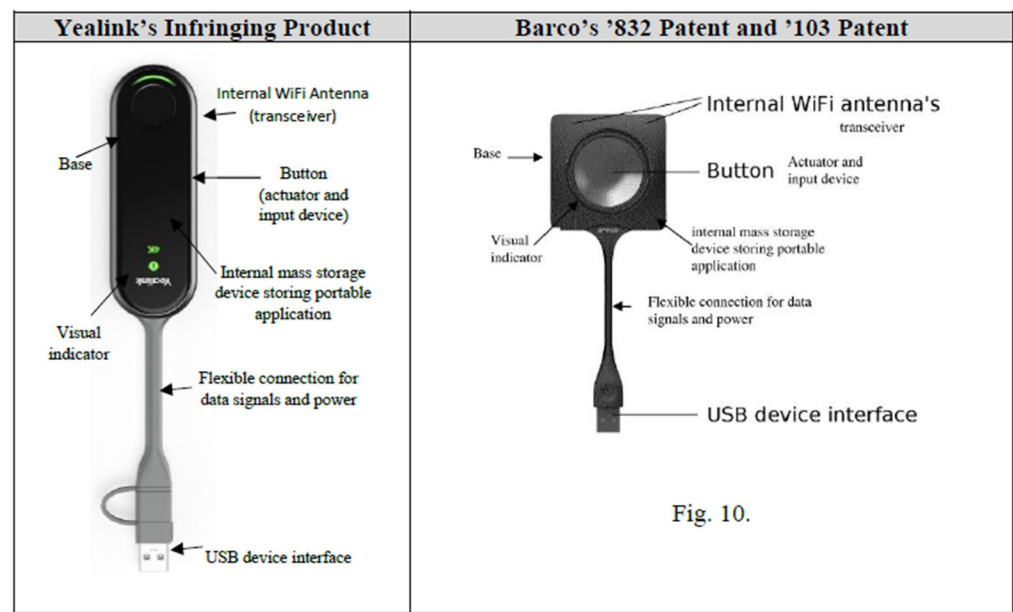 Yealink's Infringing Product
Barco's '832 Patent and '103 Patent
Internal WiFi Antenna
(transceiver)
Base
Button
(actuator and
input device)
4K
Yealink
Internal mass storage
device storing portable
application
Visual
indicator
Flexible connection for
data signals and power
USB device interface
Internal WiFi antenna's
transceiver
Base
Button
Actuator and
input device
Visual
indicator
internal mass storage
device storing portable
application
Flexible connection for data
signals and power
USB device interface
Fig. 10.